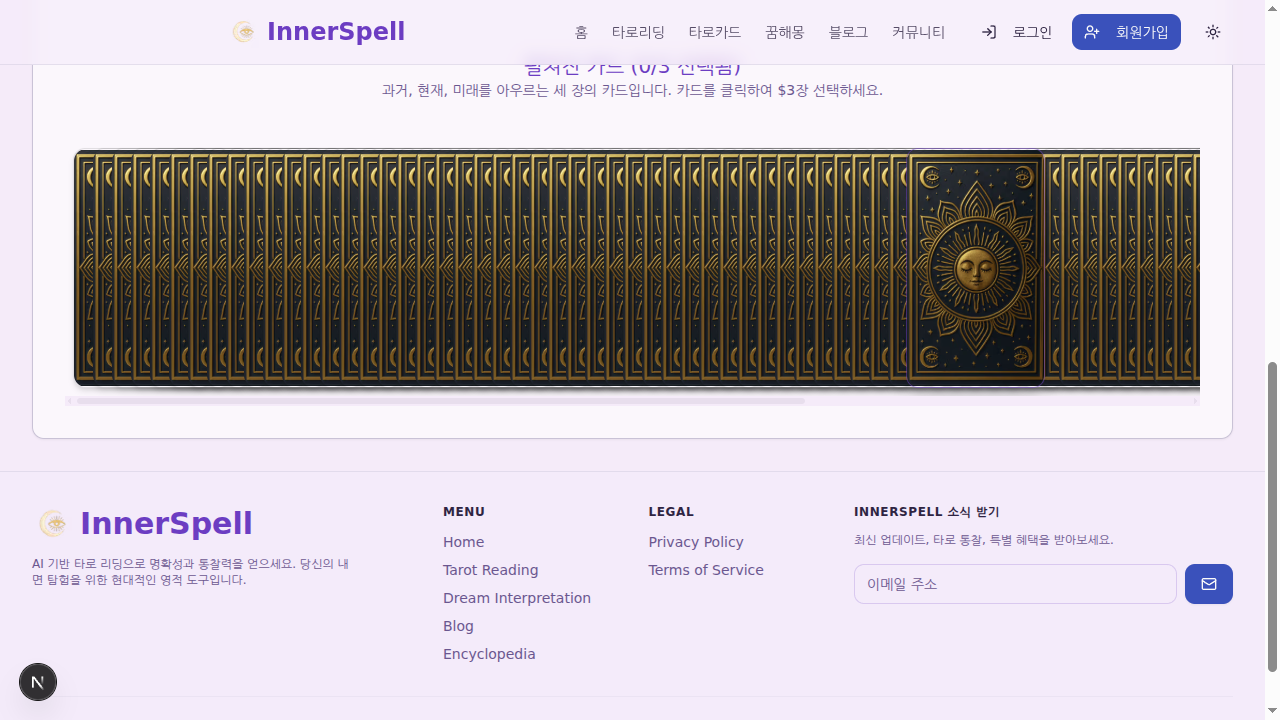 InnerSpell
홈
타로리딩
타로카드
꿈해몽
블로그
커뮤니티
로그인
회원가입
펼쳐진 카드 (0/3 선택됨)
과거, 현재, 미래를 아우르는 세 장의 카드입니다. 카드를 클릭하여 $3장 선택하세요.
InnerSpell
AI 기반 타로 리딩으로 명확성과 통찰력을 얻으세요. 당신의 내
면 탐험을 위한 현대적인 영적 도구입니다.
MENU
Home
Tarot Reading
Dream Interpretation
Blog
Encyclopedia
LEGAL
Privacy Policy
Terms of Service
INNERSPELL 소식 받기
최신 업데이트, 타로 통찰, 특별 혜택을 받아보세요.
이메일 주소
N